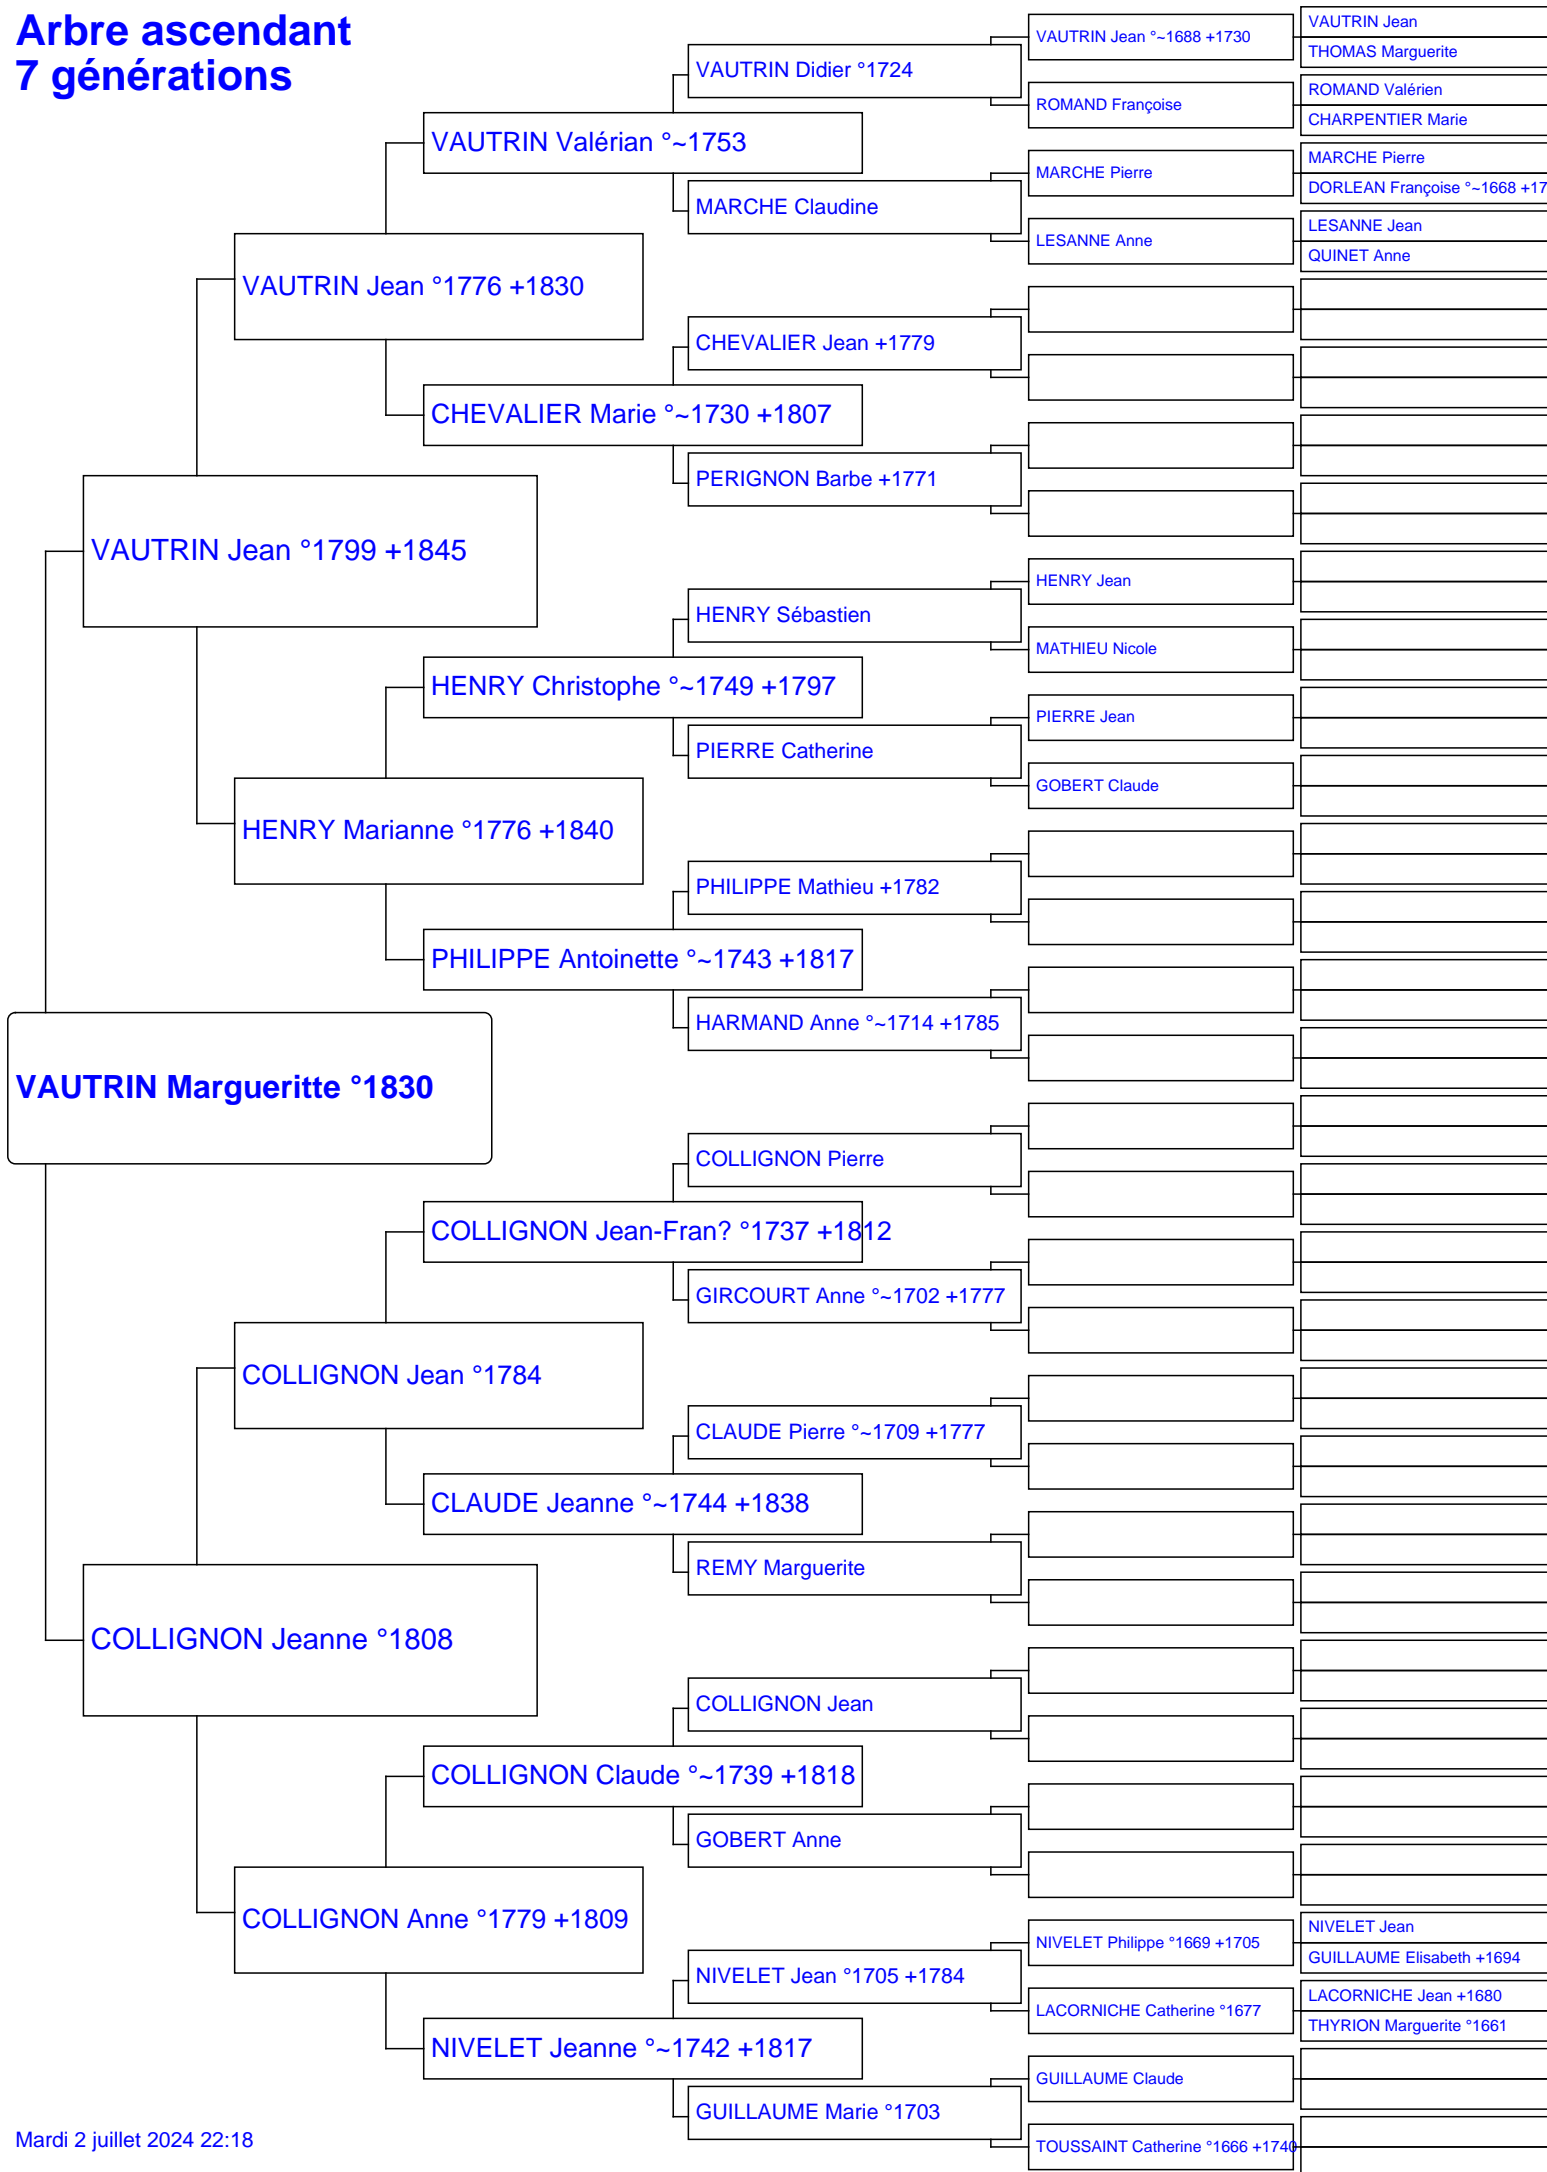 Arbre ascendant
7 générations
VAUTRIN Margueritte °1830
VAUTRIN Jean °1799 +1845
COLLIGNON Jeanne °1808
VAUTRIN Jean °1776 +1830
HENRY Marianne °1776 +1840
COLLIGNON Jean °1784
COLLIGNON Anne °1779 +1809
VAUTRIN Valérian °~1753
CHEVALIER Marie °~1730 +1807
HENRY Christophe °~1749 +1797
PHILIPPE Antoinette °~1743 +1817
COLLIGNON Jean-Fran? °1737 +1812
CLAUDE Jeanne °~1744 +1838
COLLIGNON Claude °~1739 +1818
NIVELET Jeanne °~1742 +1817
VAUTRIN Didier °1724
MARCHE Claudine
CHEVALIER Jean +1779
PERIGNON Barbe +1771
HENRY Sébastien
PIERRE Catherine
PHILIPPE Mathieu +1782
HARMAND Anne °~1714 +1785
COLLIGNON Pierre
GIRCOURT Anne °~1702 +1777
CLAUDE Pierre °~1709 +1777
REMY Marguerite
COLLIGNON Jean
GOBERT Anne
NIVELET Jean °1705 +1784
GUILLAUME Marie °1703
VAUTRIN Jean °~1688 +1730
ROMAND Françoise
MARCHE Pierre
LESANNE Anne
HENRY Jean
MATHIEU Nicole
PIERRE Jean
GOBERT Claude
NIVELET Philippe °1669 +1705
LACORNICHE Catherine °1677
GUILLAUME Claude
TOUSSAINT Catherine °1666 +1740
VAUTRIN Jean
THOMAS Marguerite
ROMAND Valérien
CHARPENTIER Marie
MARCHE Pierre
DORLEAN Françoise °~1668 +17
LESANNE Jean
QUINET Anne
NIVELET Jean
GUILLAUME Elisabeth +1694
LACORNICHE Jean +1680
THYRION Marguerite °1661
Mardi 2 juillet 2024 22:18